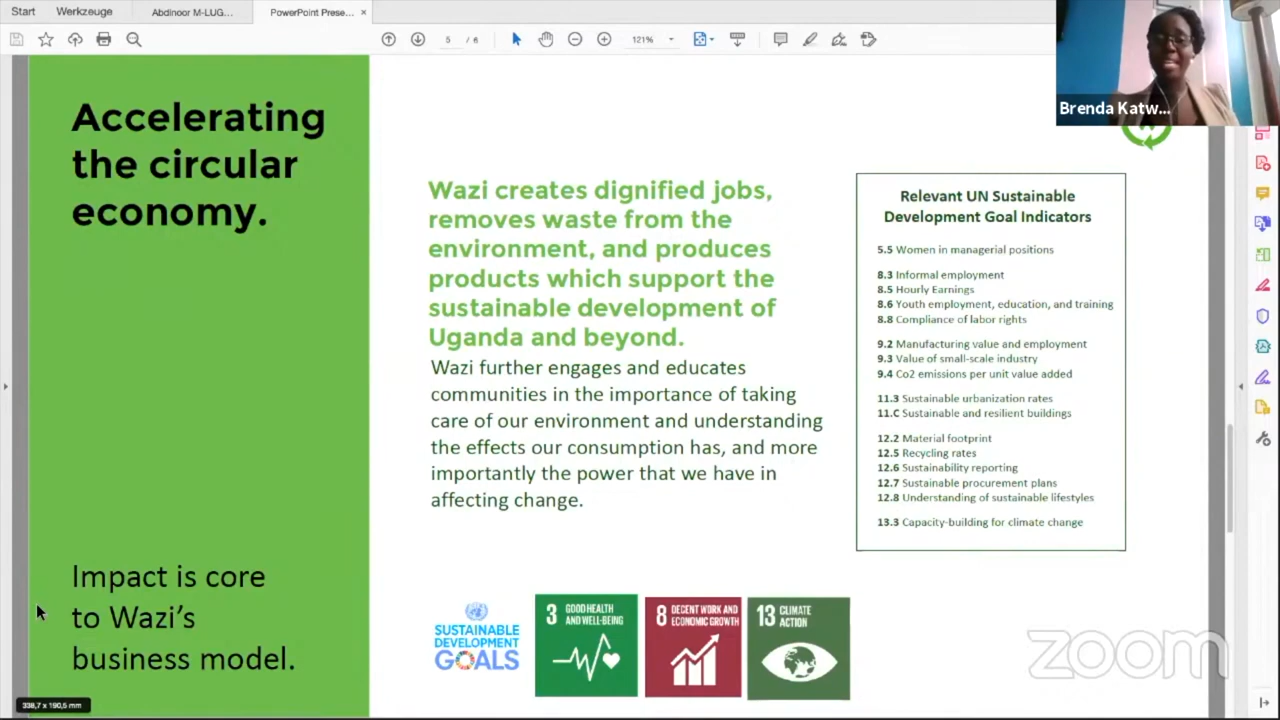 Start Werkzeuge Abdinoor M-LUG... PowerPoint Prese... ×
5 / 6 121%
Brenda Katw...
Accelerating
the circular
economy.
Impact is core
to Wazi's
business model.
Wazi creates dignified jobs,
removes waste from the
environment, and produces
products which support the
sustainable development of
Uganda and beyond.
Wazi further engages and educates
communities in the importance of taking
care of our environment and understanding
the effects our consumption has, and more
importantly the power that we have in
affecting change.
Relevant UN Sustainable
Development Goal Indicators
5.5 Women in managerial positions
8.3 Informal employment
8.5 Hourly Earnings
8.6 Youth employment, education, and training
8.8 Compliance of labor rights
9.2 Manufacturing value and employment
9.3 Value of small-scale industry
9.4 Co2 emissions per unit value added
11.3 Sustainable urbanization rates
11.C Sustainable and resilient buildings
12.2 Material footprint
12.5 Recycling rates
12.6 Sustainability reporting
12.7 Sustainable procurement plans
12.8 Understanding of sustainable lifestyles
13.3 Capacity-building for climate change
SUSTAINABLE
DEVELOPMENT
GOALS
3 GOOD HEALTH
AND WELL-BEING
8 DECENT WORK AND
ECONOMIC GROWTH
13 CLIMATE
ACTION
zoom
338,7 x 190,5 mm